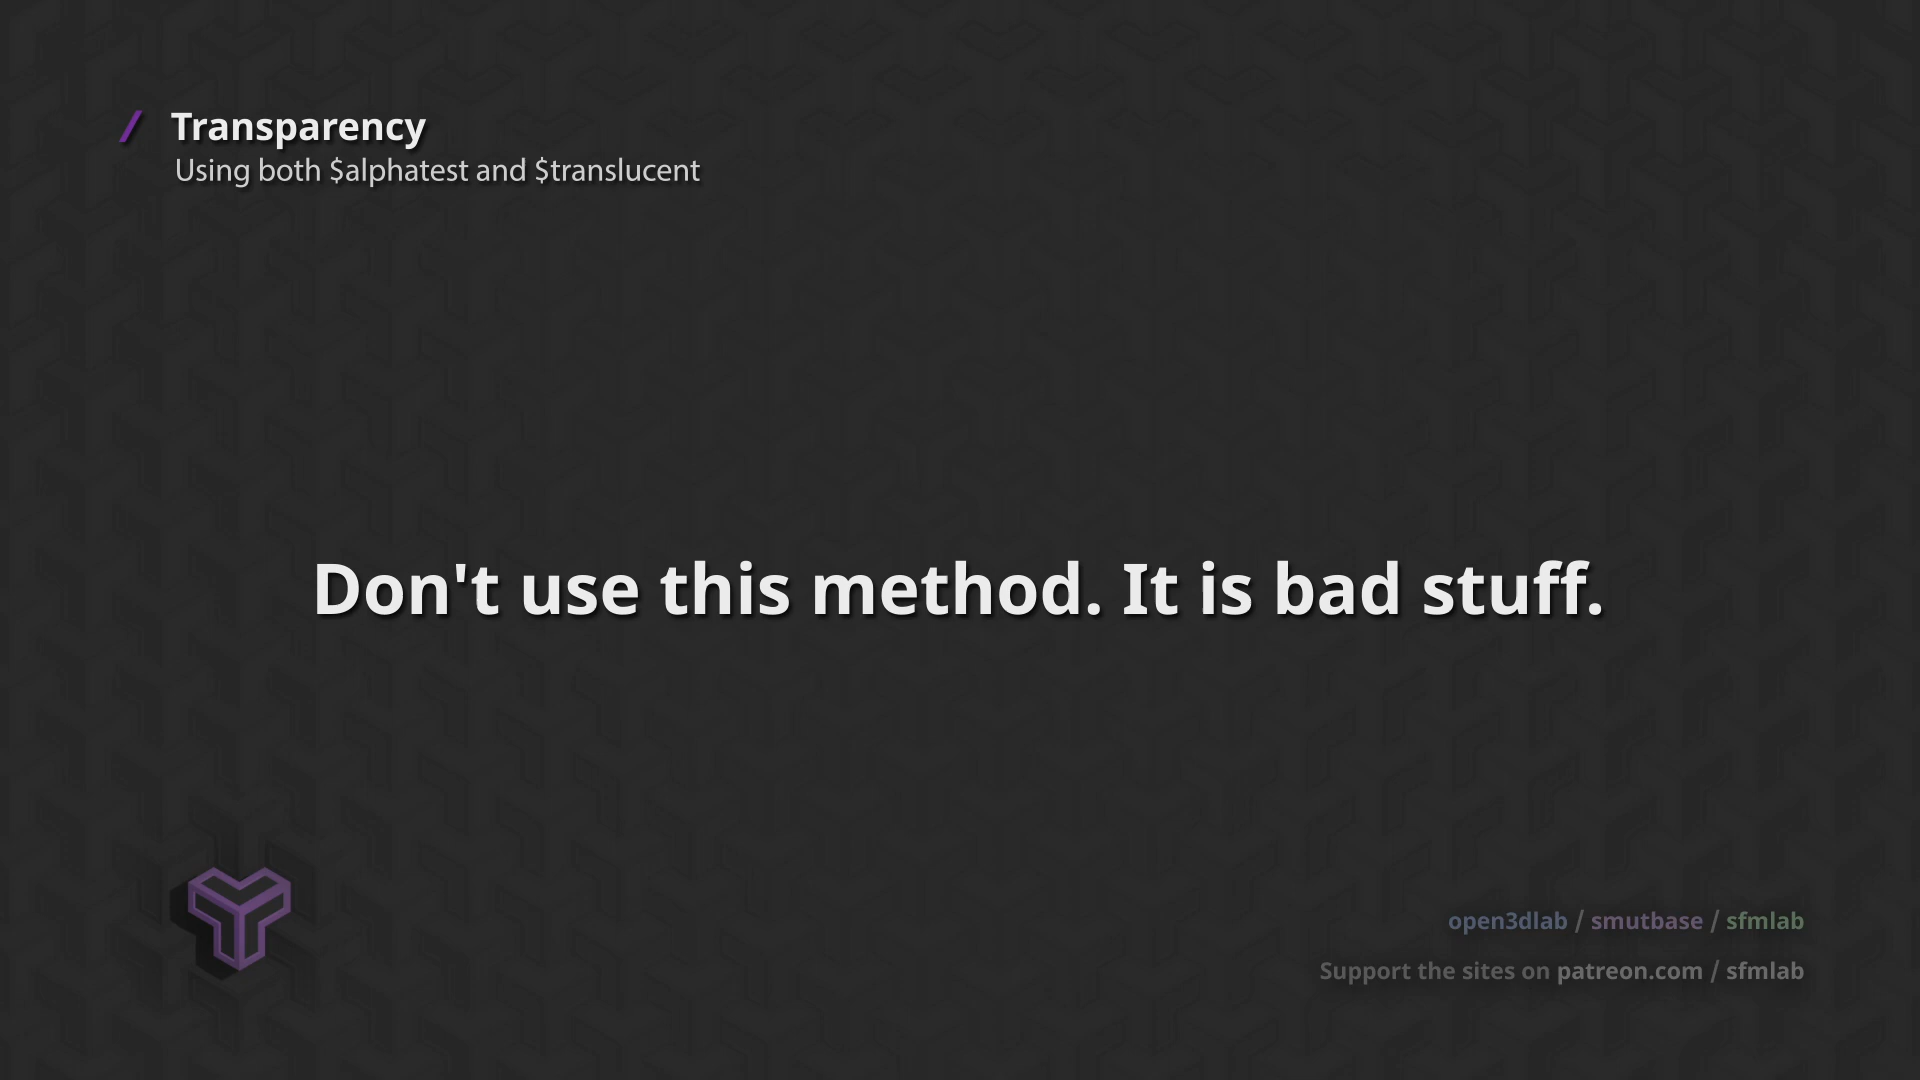 / Transparency
Using both $alphatest and $translucent
Don't use this method. It is bad stuff.
open3dlab / smutbase / sfmlab
Support the sites on patreon.com / sfmlab